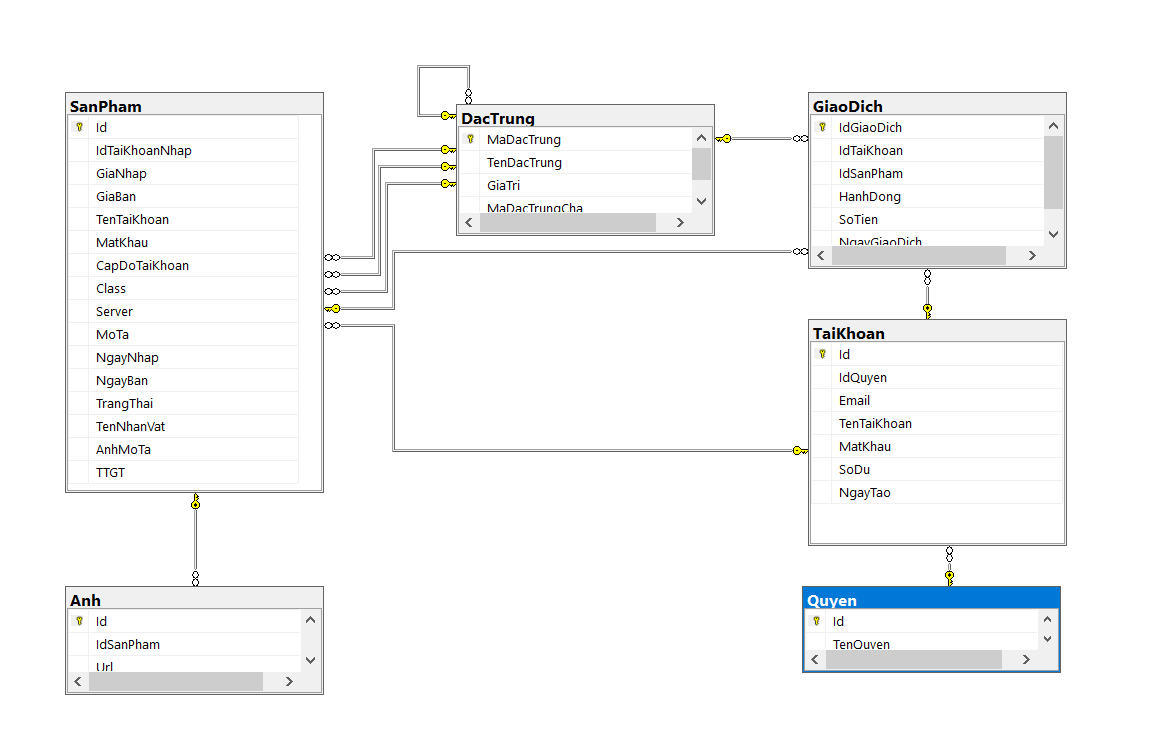 SanPham
Id
IdTaiKhoanNhap
GiaNhap
GiaBan
TenTaiKhoan
MatKhau
CapDoTaiKhoan
Class
Server
MoTa
NgayNhap
NgayBan
TrangThai
TenNhanVat
AnhMoTa
TTGT
DacTrung
MaDacTrung
TenDacTrung
GiaTri
MaDacTrungCha
GiaoDich
IdGiaoDich
IdTaiKhoan
IdSanPham
HanhDong
SoTien
NgayGiaoDich
TaiKhoan
Id
IdQuyen
Email
TenTaiKhoan
MatKhau
SoDu
NgayTao
Anh
Id
IdSanPham
Url
Quyen
Id
TenQuyen